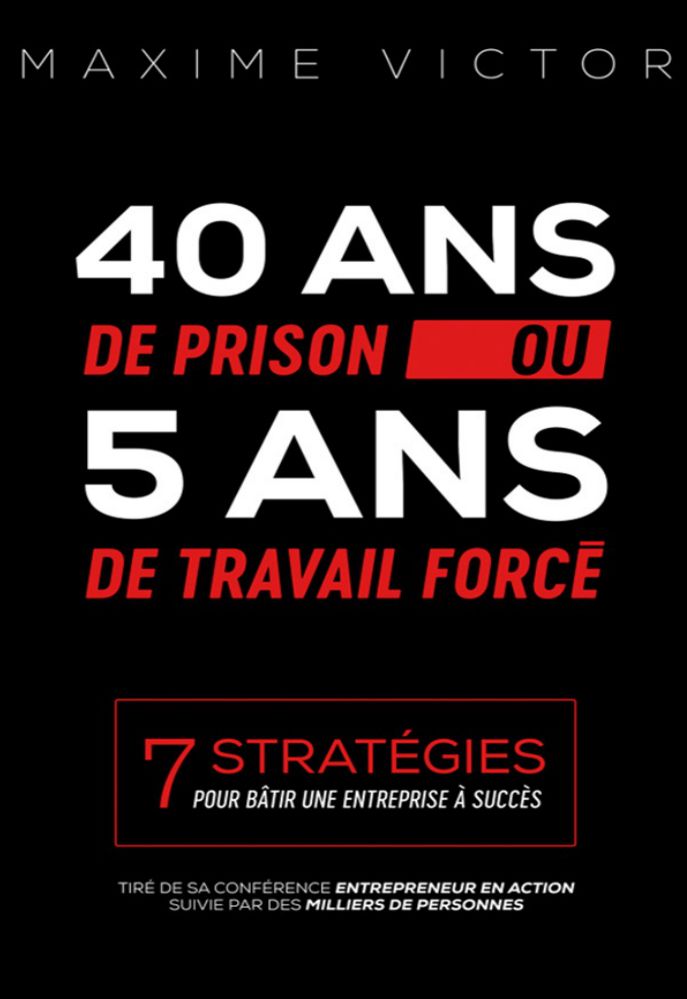 MAXIME VICTOR
40 ANS
DE PRISON OU
5 ANS
DE TRAVAIL FORCĒ
7 STRATÉGIES
POUR BÂTIR UNE ENTREPRISE À SUCCÈS
TIRÉ DE SA CONFÉRENCE ENTREPRENEUR EN ACTION
SUIVIE PAR DES MILLIERS DE PERSONNES